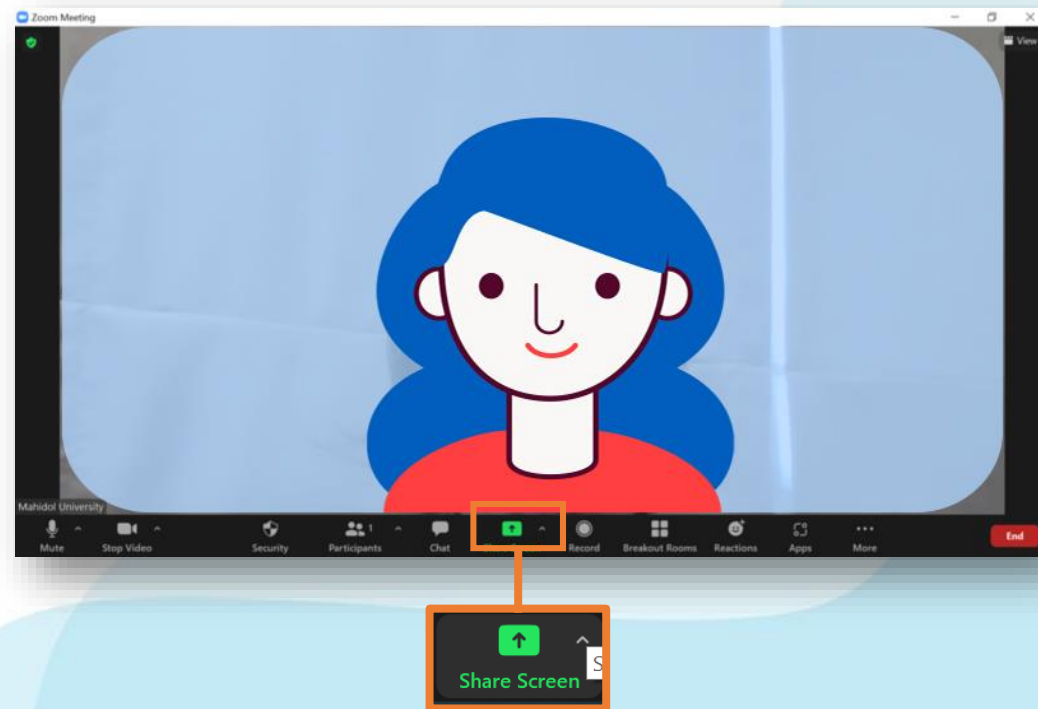 Zoom Meeting
View
Mahidol University
Mute Stop Video Security Participants 1 Chat Record Breakout Rooms Reactions Apps More End
Share Screen
S